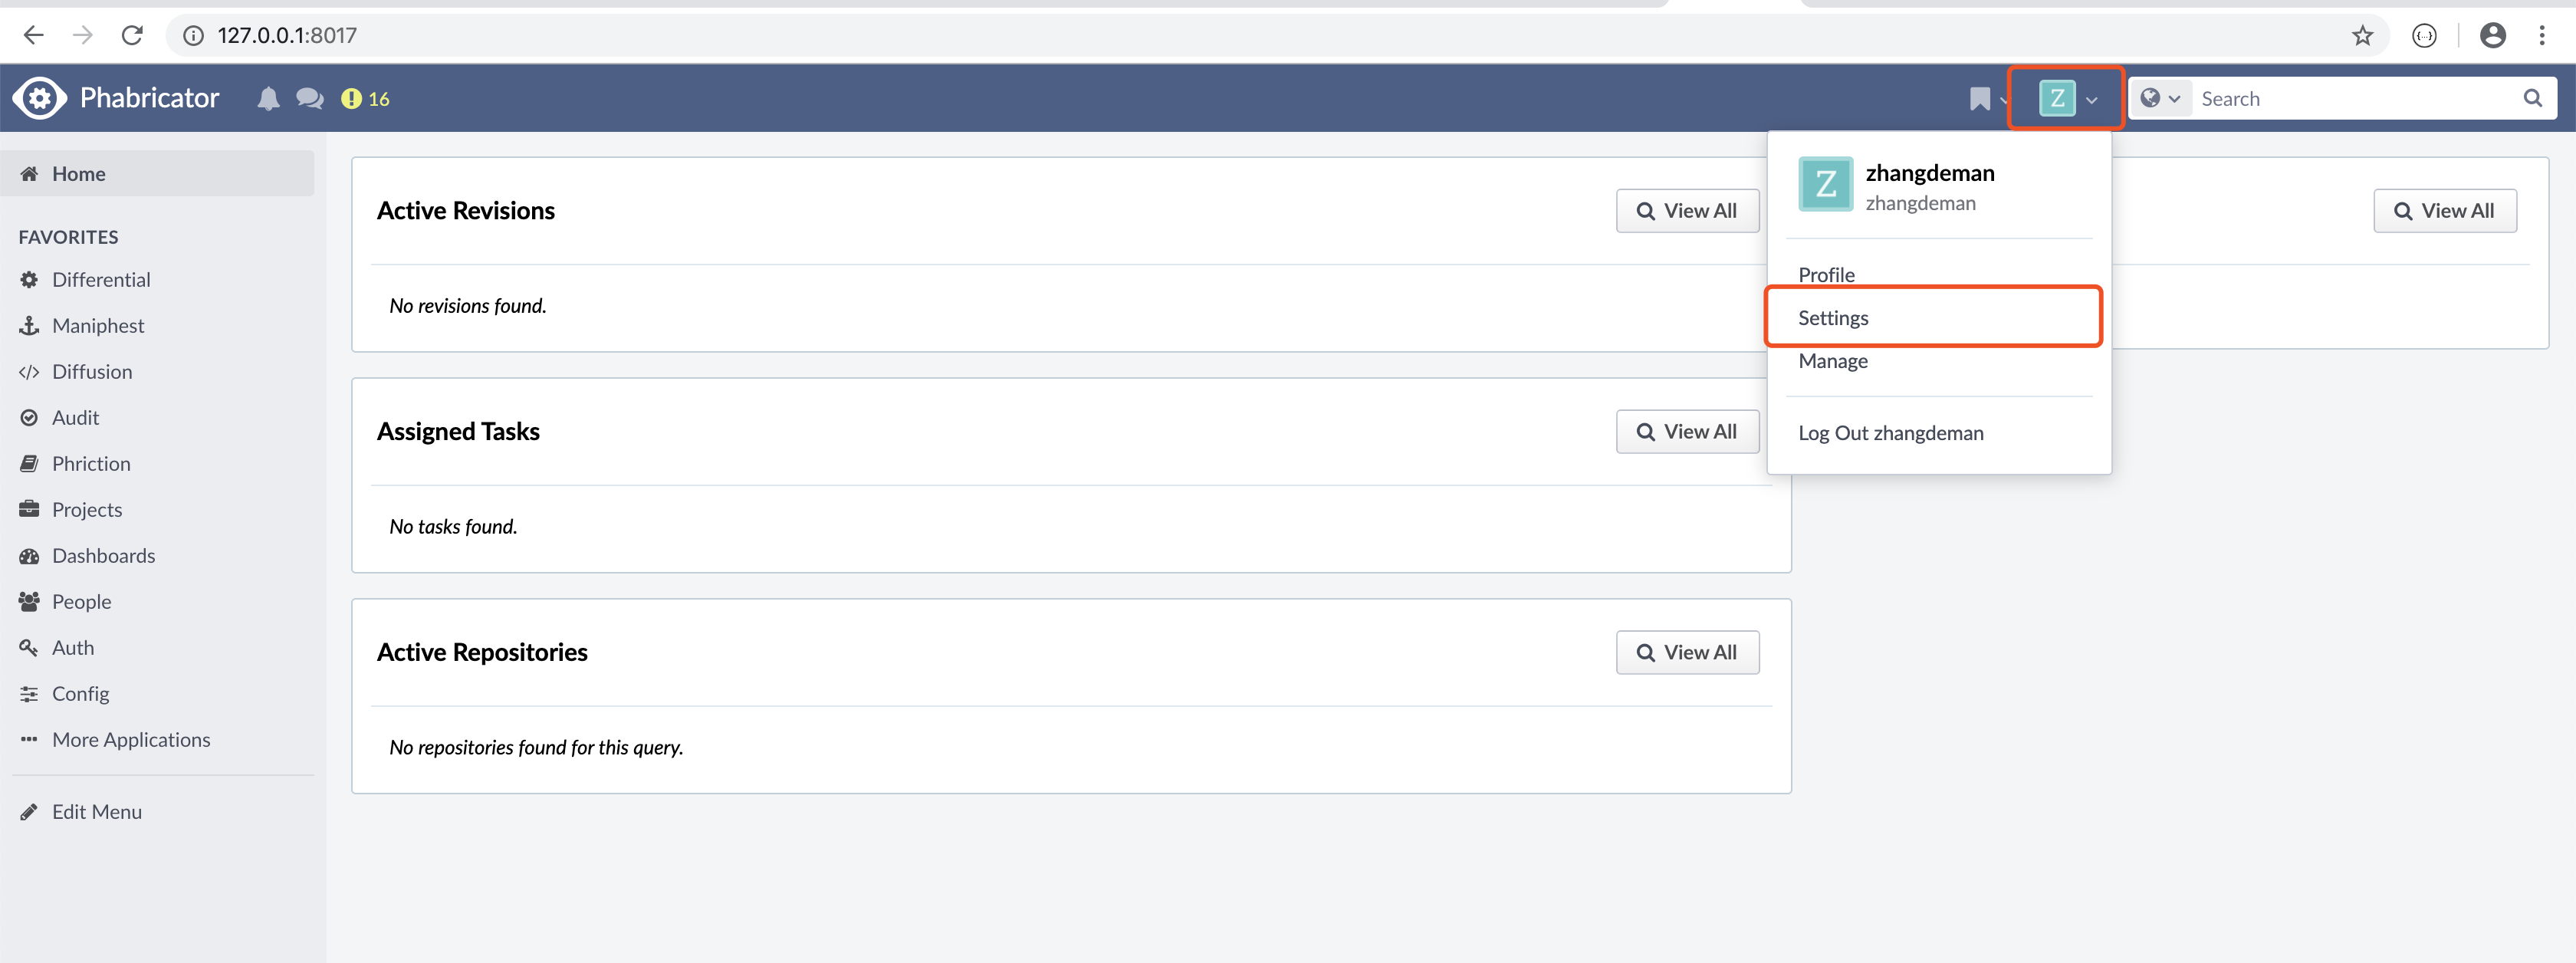 127.0.0.1:8017
Phabricator
16
Z
Search
Home
FAVORITES
Differential
Maniphest
Diffusion
Audit
Phriction
Projects
Dashboards
People
Auth
Config
More Applications
Edit Menu
Active Revisions
View All
No revisions found.
Assigned Tasks
View All
No tasks found.
Active Repositories
View All
No repositories found for this query.
Z
zhangdeman
zhangdeman
Profile
Settings
Manage
Log Out zhangdeman
View All